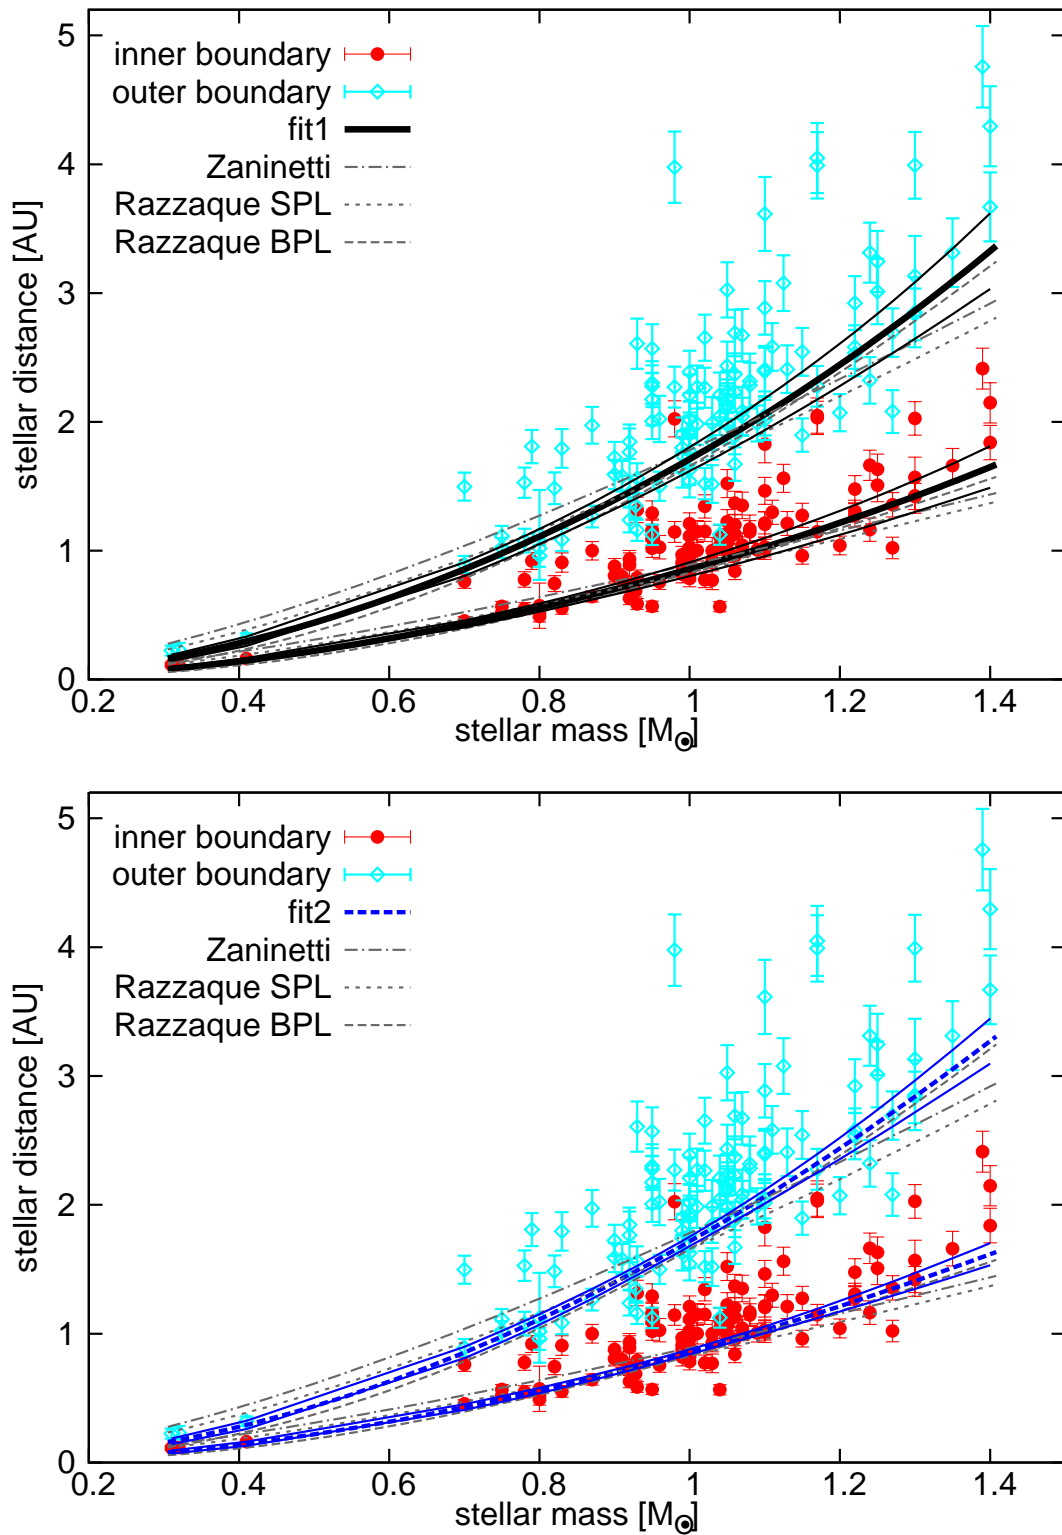 5
inner boundary
outer boundary
4
fit1
Zaninetti
Razzaque SPL
Razzaque BPL
3
stellar distance [AU]
2
1
0
0.2 0.4 0.6 0.8 1 1.2 1.4
stellar mass [M⊙]
5
inner boundary
outer boundary
fit2
4
Zaninetti
Razzaque SPL
Razzaque BPL
3
stellar distance [AU]
2
1
0
0.2 0.4 0.6 0.8 1 1.2 1.4
stellar mass [M⊙]